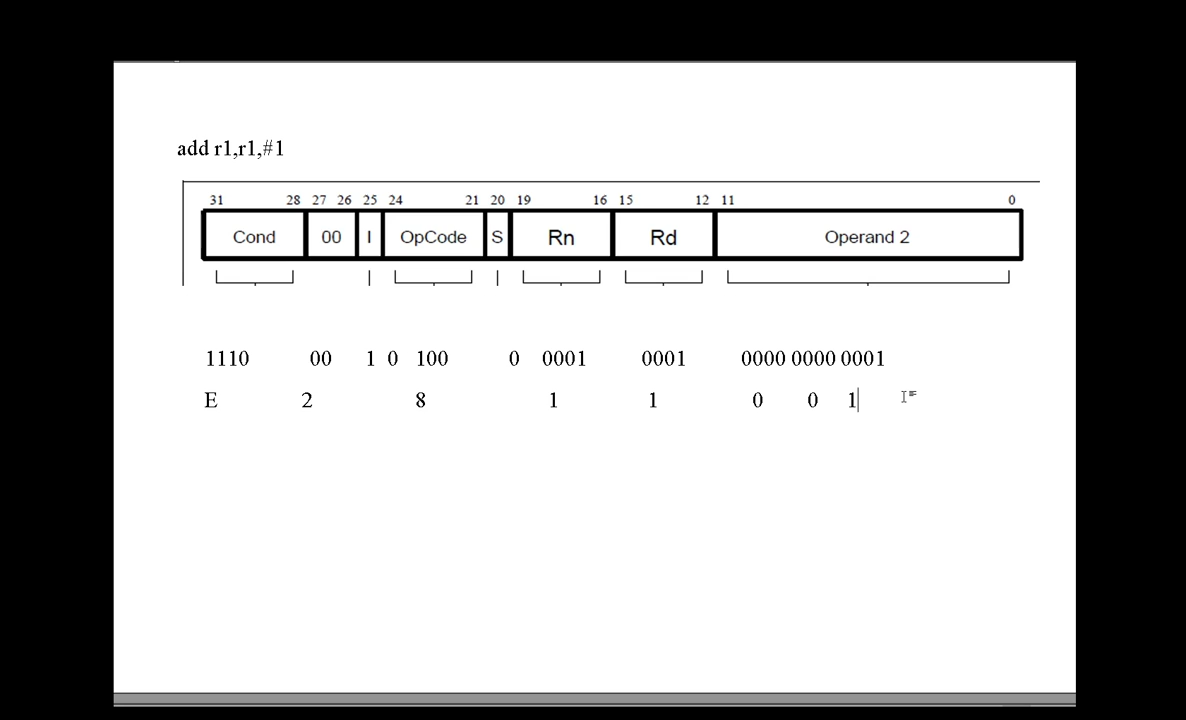 add r1,r1,#1
31 28 27 26 25 24 21 20 19 16 15 12 11 0
Cond 00 I OpCode S Rn Rd Operand 2
1110 00 1 0 100 0 0001 0001 0000 0000 0001
E 2 8 1 1 0 0 1